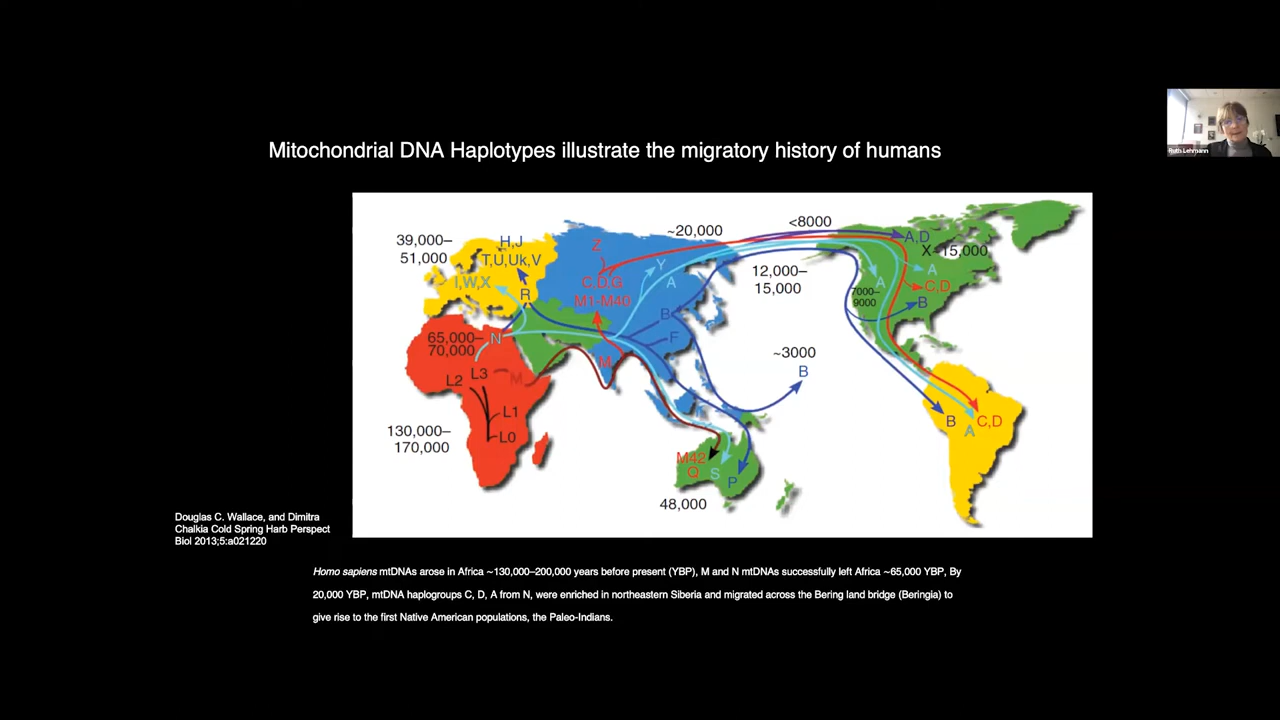 Ruth Lehmann
Mitochondrial DNA Haplotypes illustrate the migratory history of humans
39,000–
51,000
H,J
T,U,Uk,V
I,W,X
R
Z
C,D,G
M1-M40
~20,000
Y
A
<8000
12,000–
15,000
A,D
X~15,000
A
A
C,D
B
7000–
9000
65,000–
70,000
N
B
F
M
~3000
B
L3
L2
M
L1
L0
130,000–
170,000
M42
Q
S
P
48,000
B
A
C,D
Douglas C. Wallace, and Dimitra
Chalkia Cold Spring Harb Perspect
Biol 2013;5:a021220
Homo sapiens mtDNAs arose in Africa ~130,000–200,000 years before present (YBP), M and N mtDNAs successfully left Africa ~65,000 YBP, By
20,000 YBP, mtDNA haplogroups C, D, A from N, were enriched in northeastern Siberia and migrated across the Bering land bridge (Beringia) to
give rise to the first Native American populations, the Paleo-Indians.